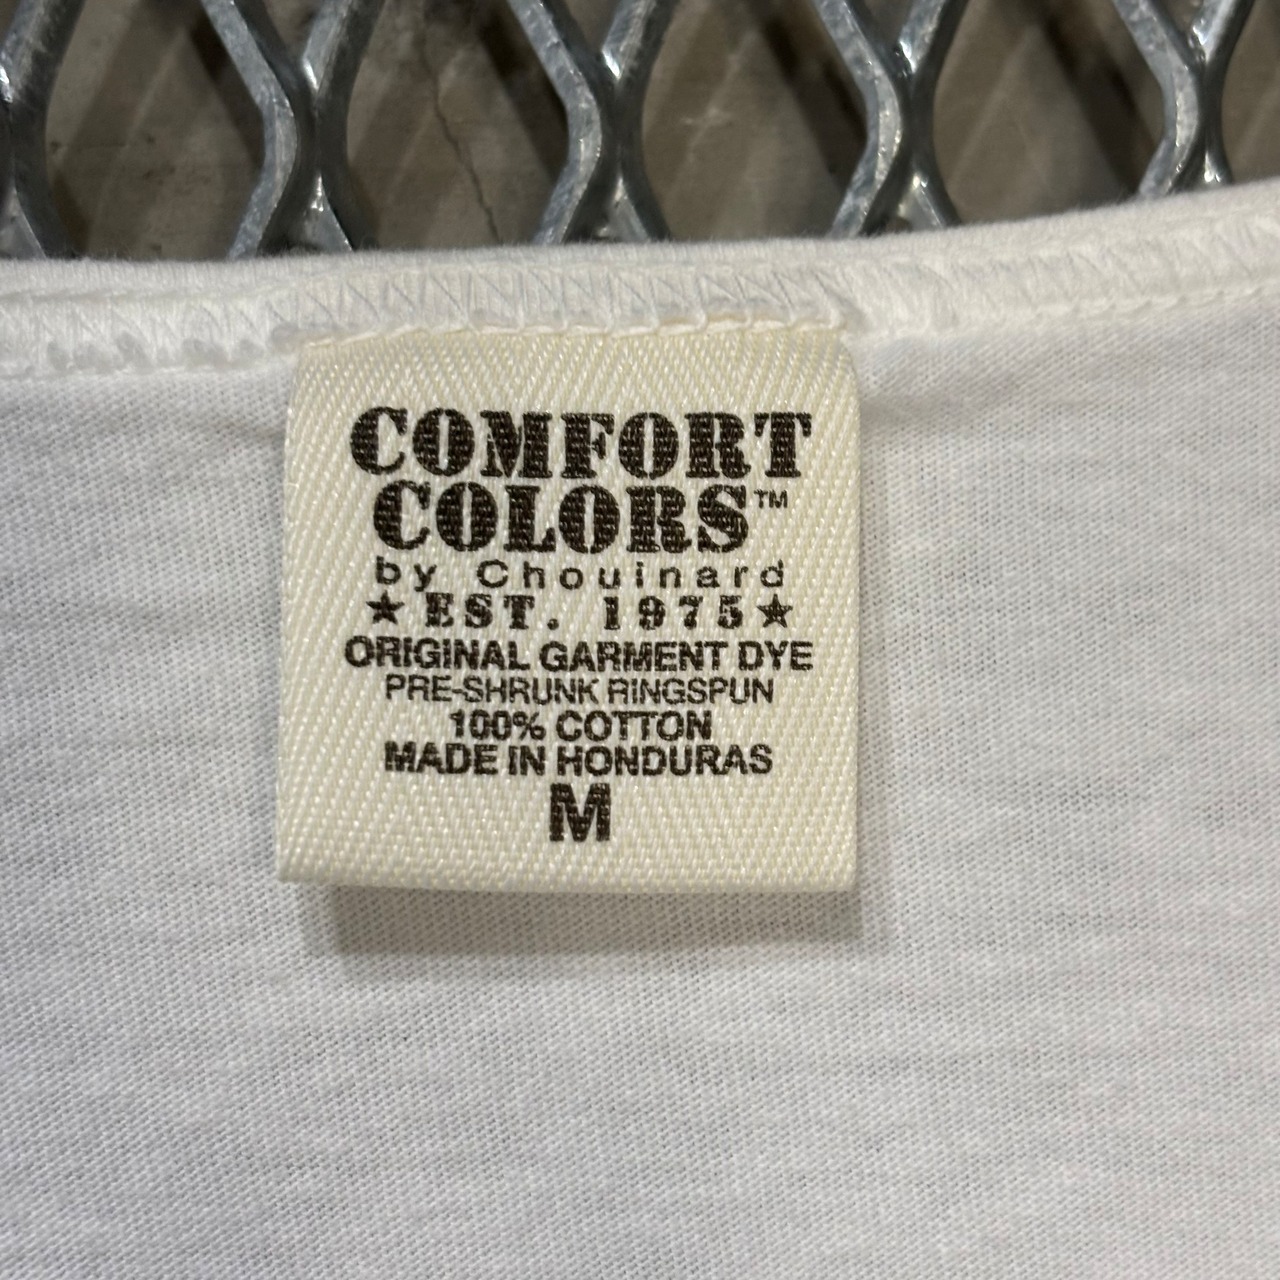 COMFORT
COLORS™
by Chouinard
★EST. 1975★
ORIGINAL GARMENT DYE
PRE-SHRUNK RINGSPUN
100% COTTON
MADE IN HONDURAS
M